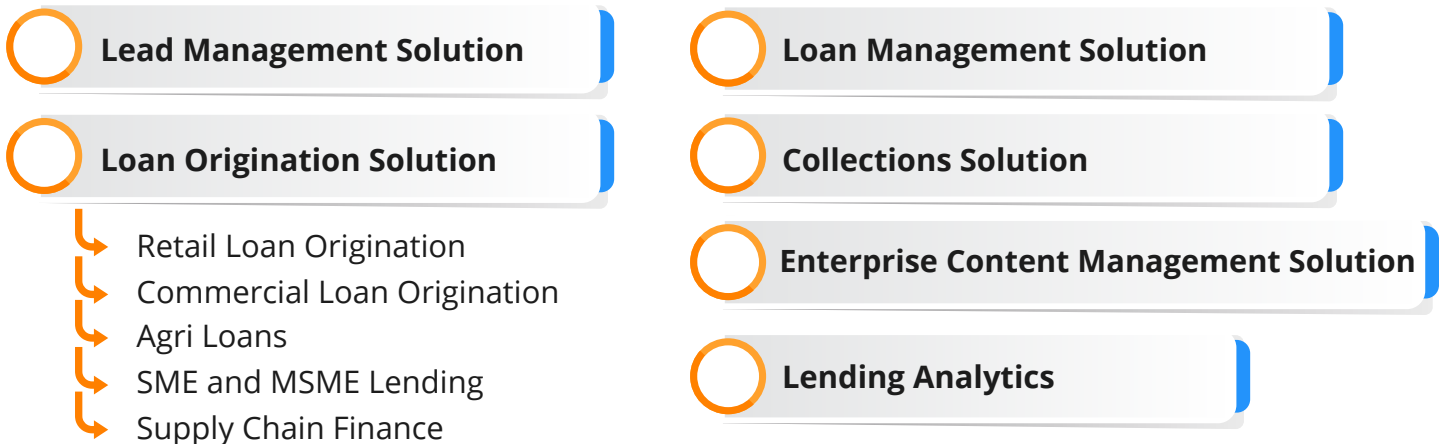 Lead Management Solution
Loan Origination Solution
Retail Loan Origination
Commercial Loan Origination
Agri Loans
SME and MSME Lending
Supply Chain Finance
Loan Management Solution
Collections Solution
Enterprise Content Management Solution
Lending Analytics